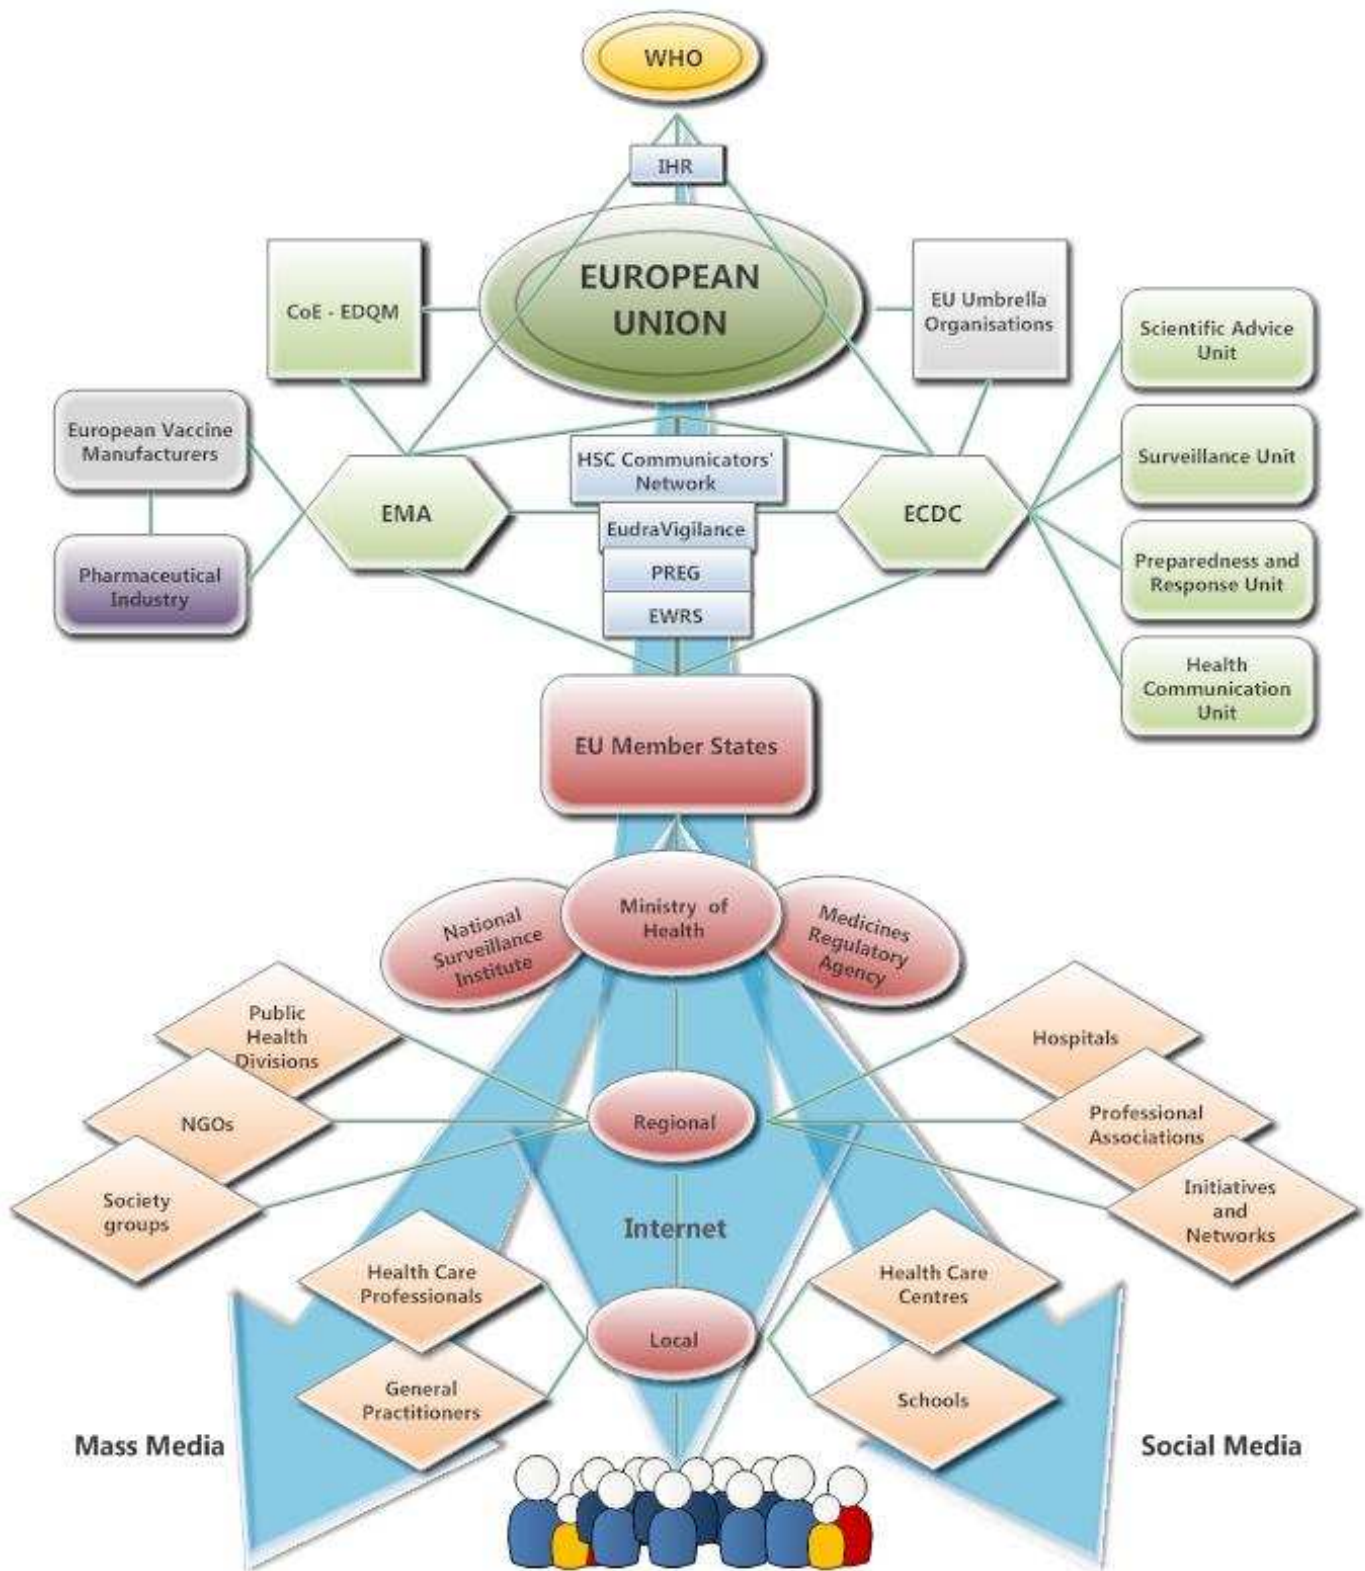 WHO
IHR
EUROPEAN
UNION
CoE - EDQM
EU Umbrella
Organisations
Scientific Advice
Unit
European Vaccine
Manufacturers
HSC Communicators'
Network
Surveillance Unit
EMA
EudraVigilance
ECDC
Pharmaceutical
Industry
PREG
Preparedness and
Response Unit
EWRS
Health
Communication
Unit
EU Member States
National
Surveillance
Institute
Ministry of
Health
Medicines
Regulatory
Agency
Public
Health
Divisions
Hospitals
NGOs
Regional
Professional
Associations
Society
groups
Internet
Initiatives
and
Networks
Health Care
Professionals
Health Care
Centres
Local
General
Practitioners
Schools
Mass Media
Social Media